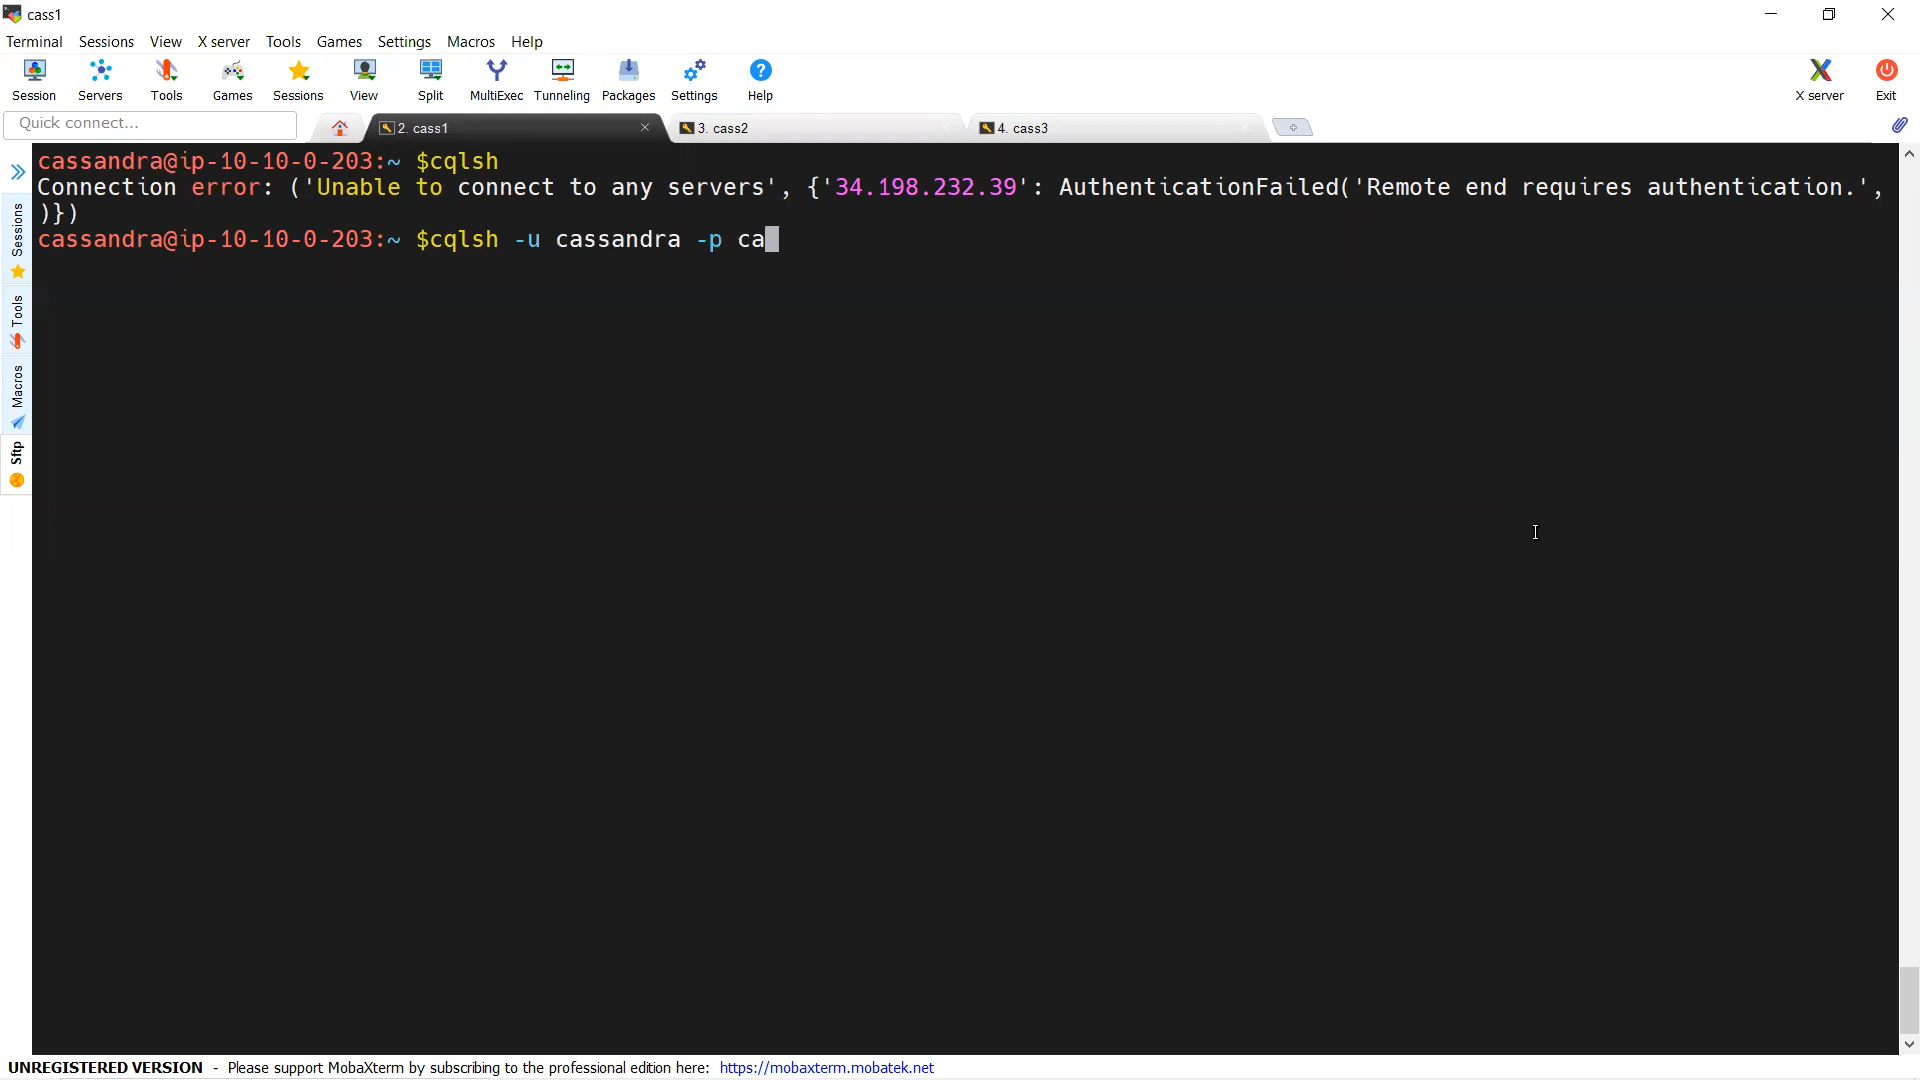 cass1
Terminal Sessions View X server Tools Games Settings Macros Help
Session Servers Tools Games Sessions View Split MultiExec Tunneling Packages Settings Help X server Exit
Quick connect... 2. cass1 3. cass2 4. cass3
Sessions
Tools
Macros
Sftp
cassandra@ip-10-10-0-203:~ $cqlsh
Connection error: ('Unable to connect to any servers', {'34.198.232.39': AuthenticationFailed('Remote end requires authentication.',
)})
cassandra@ip-10-10-0-203:~ $cqlsh -u cassandra -p ca
UNREGISTERED VERSION - Please support MobaXterm by subscribing to the professional edition here: https://mobaxterm.mobatek.net